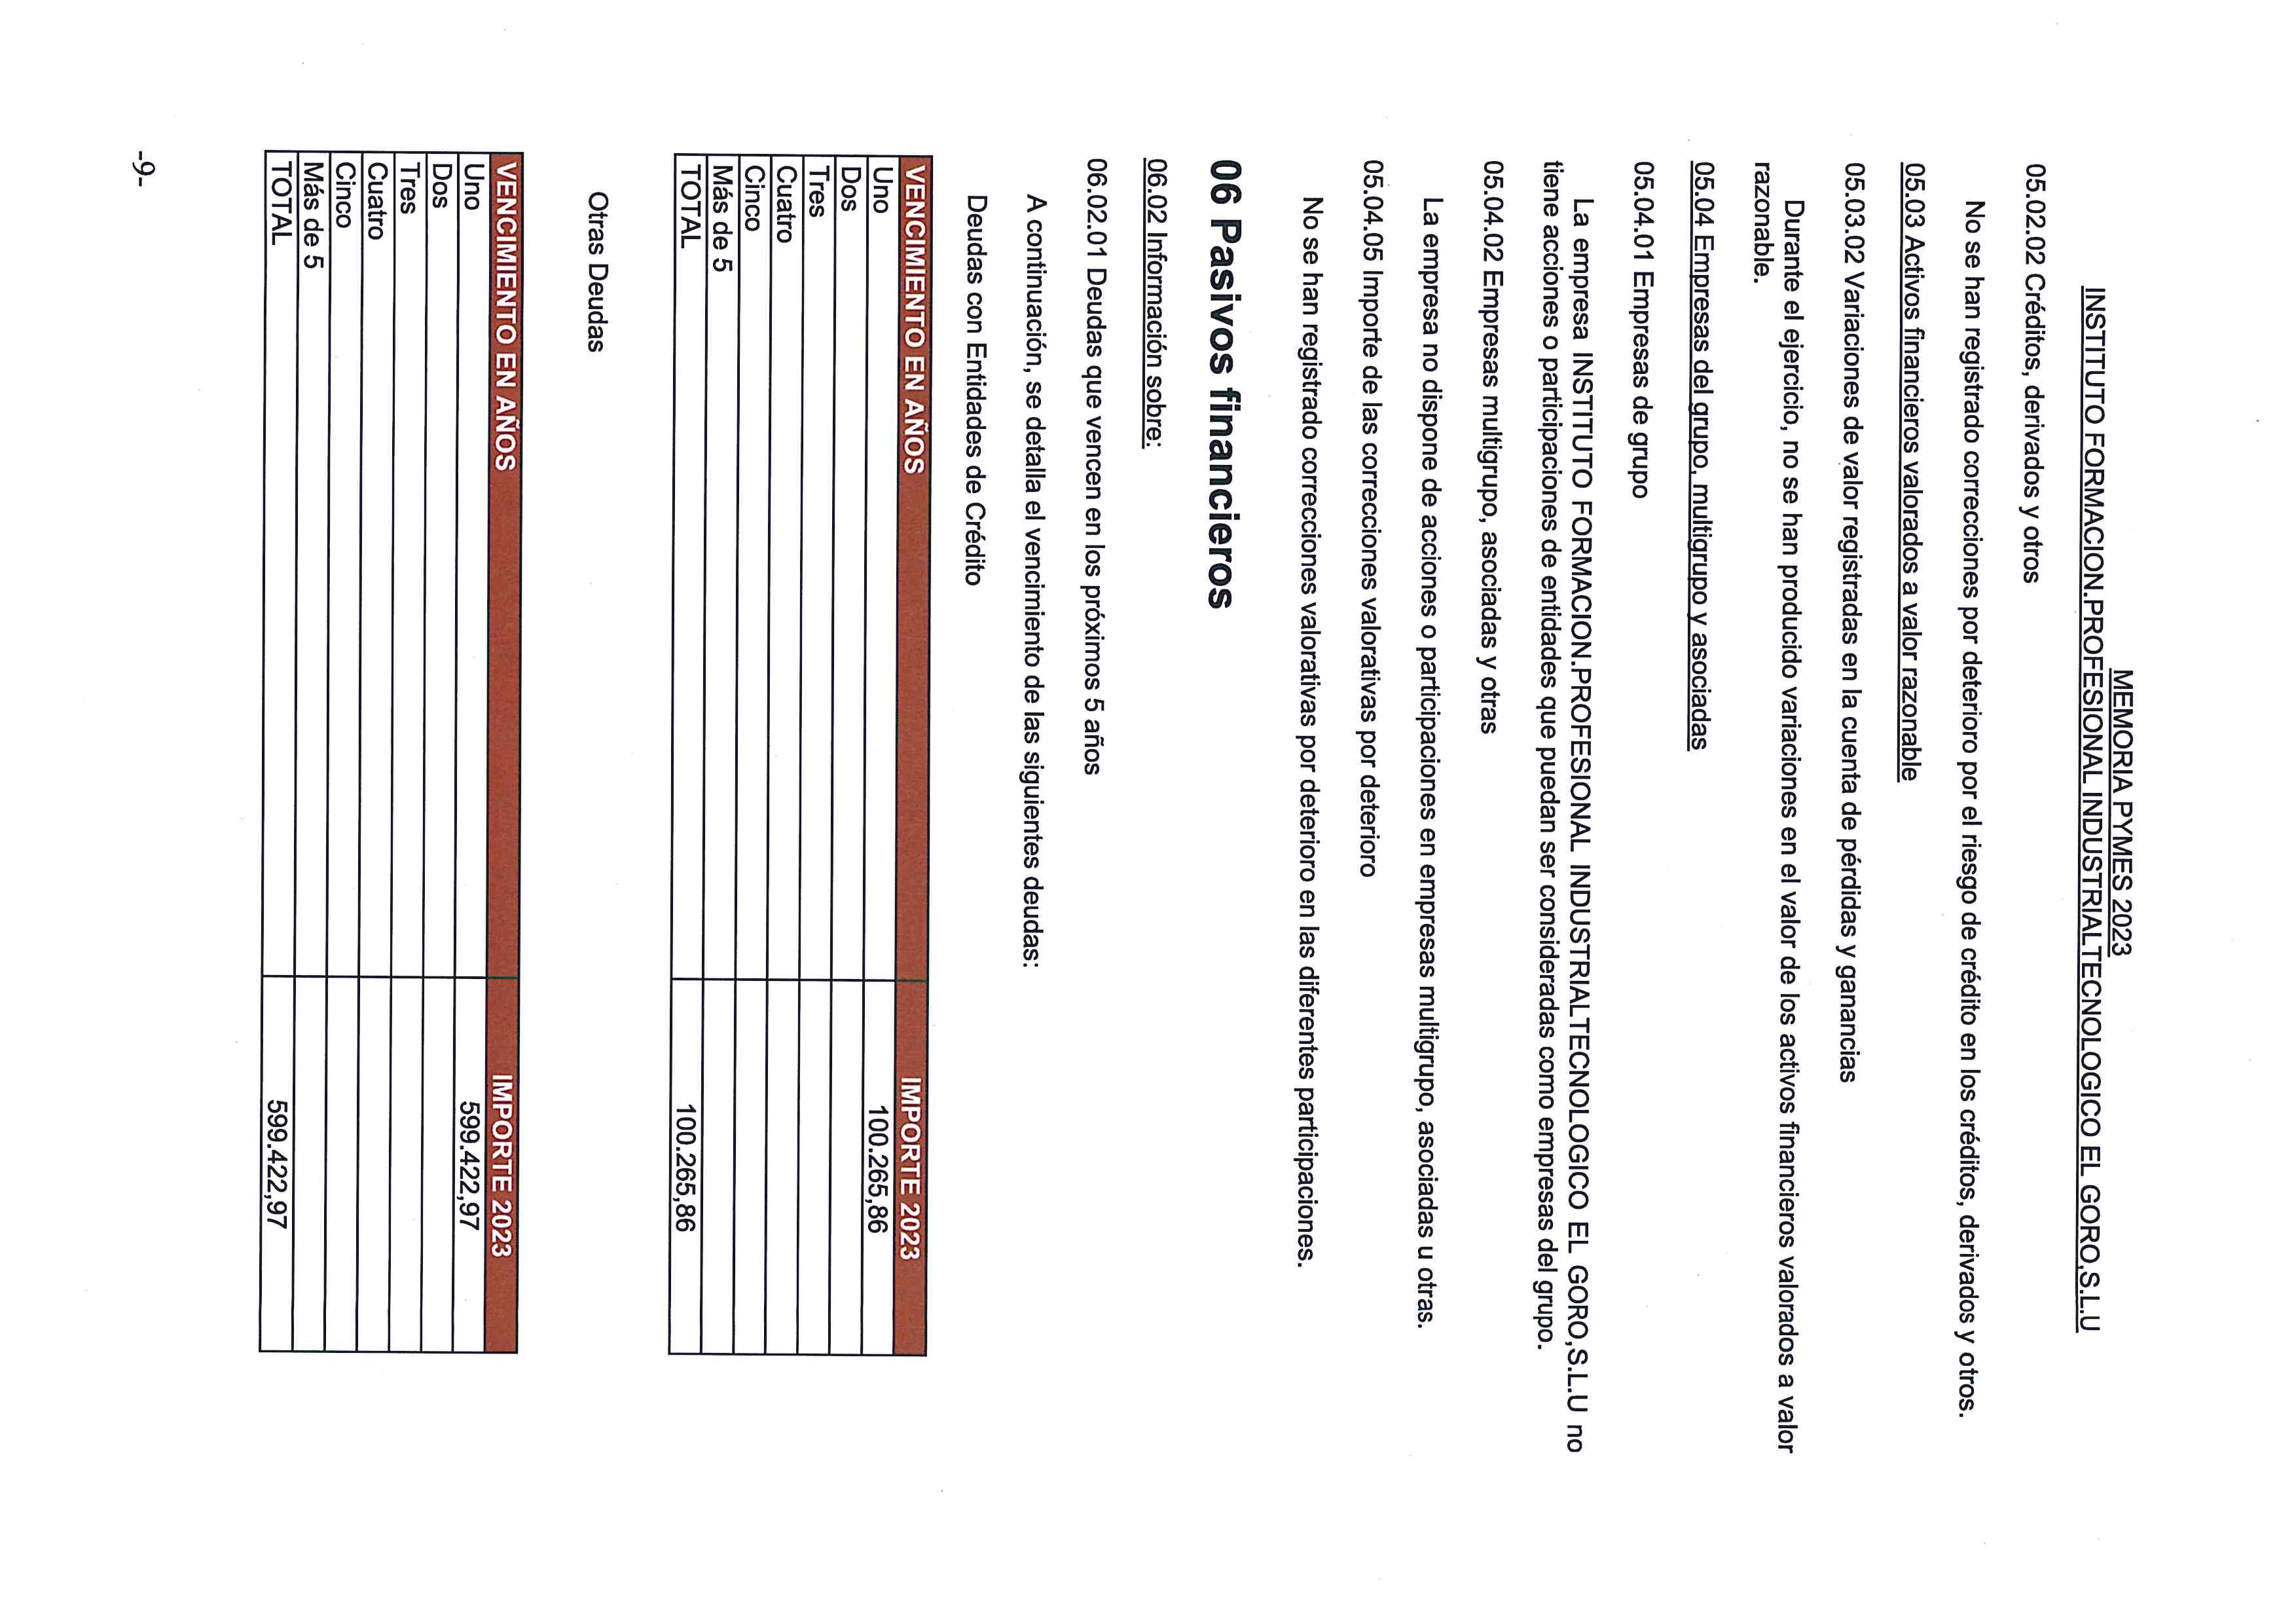 MEMORIA PYMES 2023
INSTITUTO FORMACION.PROFESIONAL INDUSTRIALTECNOLOGICO EL GORO,S.L.U
05.02.02 Créditos, derivados y otros
No se han registrado correcciones por deterioro por el riesgo de crédito en los créditos, derivados y otros.
05.03 Activos financieros valorados a valor razonable
05.03.02 Variaciones de valor registradas en la cuenta de pérdidas y ganancias
Durante el ejercicio, no se han producido variaciones en el valor de los activos financieros valorados a valor
razonable.
05.04 Empresas del grupo, multigrupo y asociadas
05.04.01 Empresas de grupo
La empresa INSTITUTO FORMACION.PROFESIONAL INDUSTRIALTECNOLOGICO EL GORO,S.L.U no
tiene acciones o participaciones de entidades que puedan ser consideradas como empresas del grupo.
05.04.02 Empresas multigrupo, asociadas y otras
La empresa no dispone de acciones o participaciones en empresas multigrupo, asociadas u otras.
05.04.05 Importe de las correcciones valorativas por deterioro
No se han registrado correcciones valorativas por deterioro en las diferentes participaciones.
06 Pasivos financieros
06.02 Información sobre:
06.02.01 Deudas que vencen en los próximos 5 años
A continuación, se detalla el vencimiento de las siguientes deudas:
Deudas con Entidades de Crédito
VENCIMIENTO EN AÑOS IMPORTE 2023
Uno 100.265,86
Dos
Tres
Cuatro
Cinco
Más de 5
TOTAL 100.265,86
Otras Deudas
VENCIMIENTO EN AÑOS IMPORTE 2023
Uno 599.422,97
Dos
Tres
Cuatro
Cinco
Más de 5
TOTAL 599.422,97
-9-